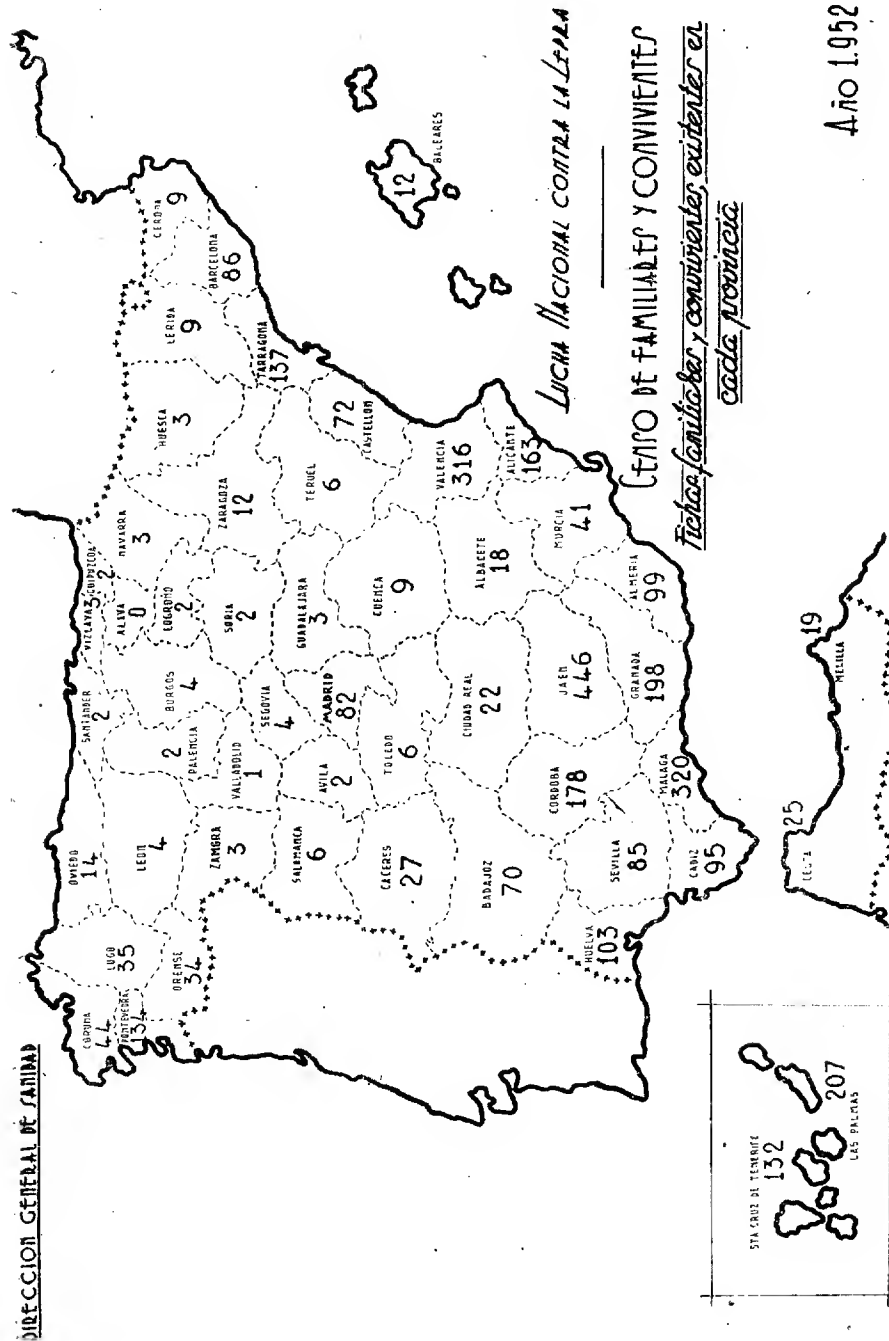 DIRECCION GENERAL DE SANIDAD
CORUÑA
44
LUGO
35
PONTEVEDRA
134
ORENSE
34
OVIEDO
14
LEON
4
ZAMORA
3
SALAMANCA
6
SANTANDER
2
2
PALENCIA
BURGOS
4
VALLADOLID
1
AVILA
2
SEGOVIA
4
VIZCAYA
3
GUIPUZCOA
2
ALAVA
0
NAVARRA
3
LOGROÑO
2
SORIA
2
HUESCA
3
ZARAGOZA
12
TERUEL
6
LERIDA
9
GERONA
9
BARCELONA
86
TARRAGONA
137
72
CASTELLON
GUADALAJARA
3
MADRID
82
CUENCA
9
TOLEDO
6
CACERES
27
BADAJOZ
70
CIUDAD REAL
22
ALBACETE
18
VALENCIA
316
ALICANTE
163
MURCIA
41
HUELVA
103
SEVILLA
85
CORDOBA
178
JAEN
446
GRANADA
198
ALMERIA
99
MALAGA
320
CADIZ
95
12
BALEARES
25
CEUTA
19
MELILLA
STA CRUZ DE TENERIFE
132
207
LAS PALMAS
LUCHA NACIONAL CONTRA LA LEPRA
CENSO DE FAMILIARES Y CONVIVIENTES
Fichas familiares y convivientes, existentes en
cada provincia
Año 1.952